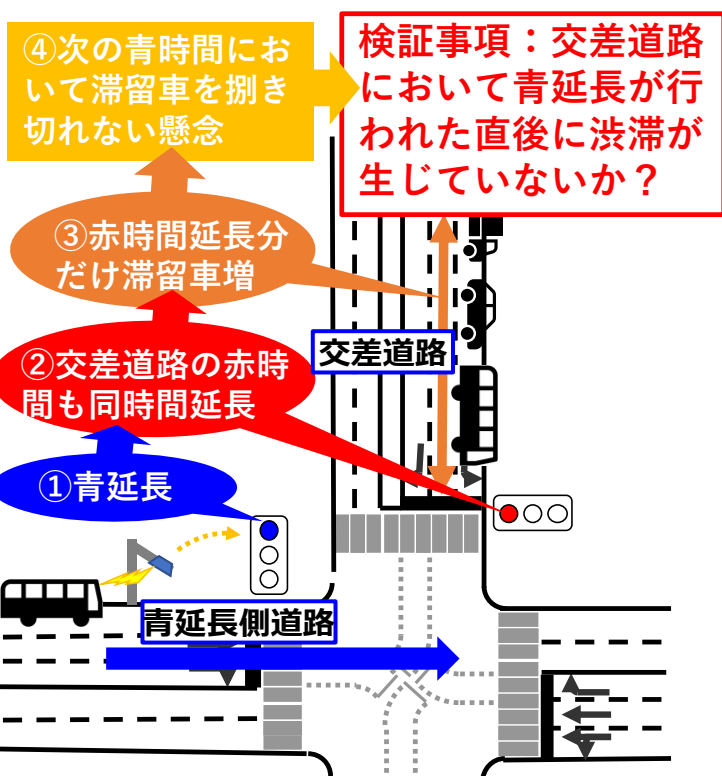 ④次の青時間にお
いて滞留車を捌き
切れない懸念
検証事項：交差道路
において青延長が行
われた直後に渋滞が
生じていないか？
③赤時間延長分
だけ滞留車増
交差道路
②交差道路の赤時
間も同時間延長
①青延長
青延長側道路